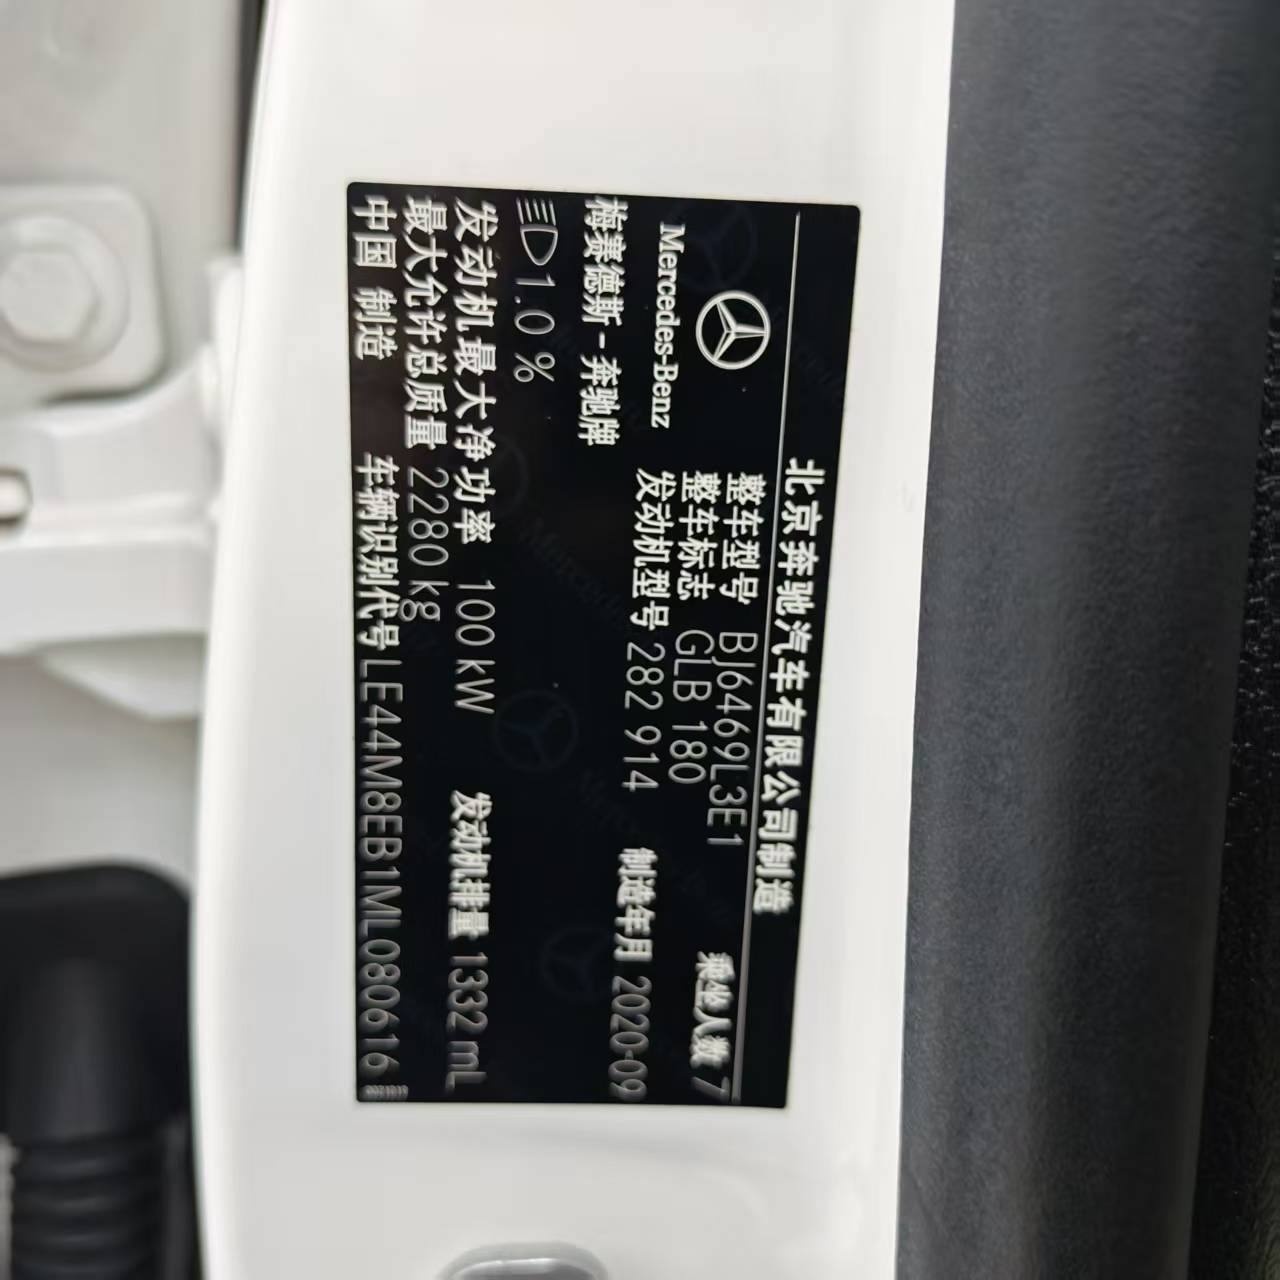 北京奔驰汽车有限公司制造
整车型号 BJ6469L3E1 乘坐人数 7
整车标志 GLB 180
Mercedes-Benz
发动机型号 282 914 制造年月 2020-09
梅赛德斯-奔驰牌
1.0 %
发动机最大净功率 100 kW 发动机排量 1332 mL
最大允许总质量 2280 kg
中国 制造 车辆识别代号 LE44M8EB1ML080616